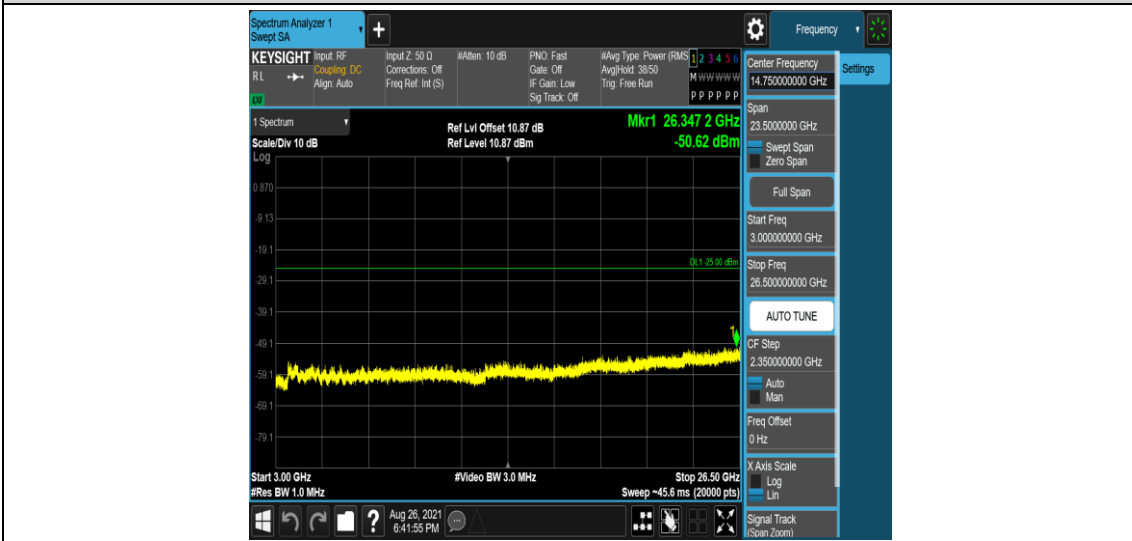 Spectrum Analyzer 1
Swept SA
+
Frequency
KEYSIGHT
RL
LXI
Input: RF
Coupling: DC
Align: Auto
Input Z: 50 Ω
Corrections: Off
Freq Ref: Int (S)
#Atten: 10 dB
PNO: Fast
Gate: Off
IF Gain: Low
Sig Track: Off
#Avg Type: Power (RMS
Avg|Hold: 38/50
Trig: Free Run
1 2 3 4 5 6
M W W W W W
P P P P P P
1 Spectrum
Scale/Div 10 dB
Log
Ref Lvl Offset 10.87 dB
Ref Level 10.87 dBm
Mkr1 26.347 2 GHz
-50.62 dBm
0.870
-9.13
-19.1
DL1 -25.00 dBm
-29.1
-39.1
1
-49.1
-59.1
-69.1
-79.1
Start 3.00 GHz
#Res BW 1.0 MHz
#Video BW 3.0 MHz
Stop 26.50 GHz
Sweep ~45.6 ms (20000 pts)
?
Aug 26, 2021
6:41:55 PM
Center Frequency
14.750000000 GHz
Settings
Span
23.5000000 GHz
Swept Span
Zero Span
Full Span
Start Freq
3.000000000 GHz
Stop Freq
26.500000000 GHz
AUTO TUNE
CF Step
2.350000000 GHz
Auto
Man
Freq Offset
0 Hz
X Axis Scale
Log
Lin
Signal Track
(Span Zoom)